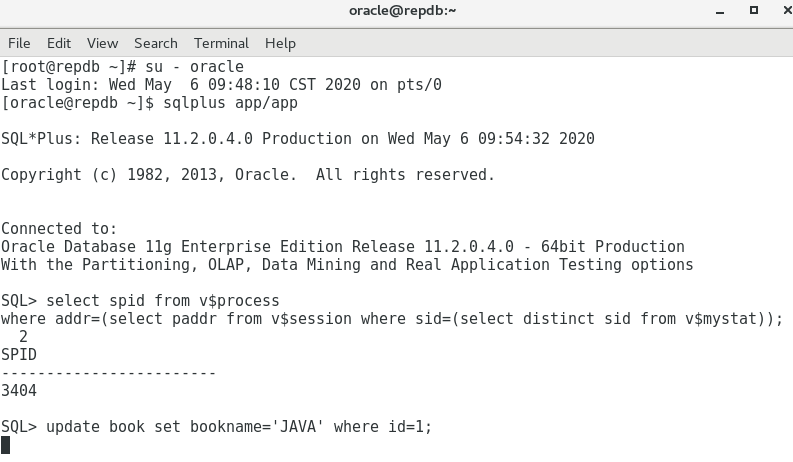 oracle@repdb:~
File Edit View Search Terminal Help
[root@repdb ~]# su - oracle
Last login: Wed May  6 09:48:10 CST 2020 on pts/0
[oracle@repdb ~]$ sqlplus app/app
SQL*Plus: Release 11.2.0.4.0 Production on Wed May 6 09:54:32 2020
Copyright (c) 1982, 2013, Oracle.  All rights reserved.
Connected to:
Oracle Database 11g Enterprise Edition Release 11.2.0.4.0 - 64bit Production
With the Partitioning, OLAP, Data Mining and Real Application Testing options
SQL> select spid from v$process
where addr=(select paddr from v$session where sid=(select distinct sid from v$mystat));
  2
SPID
------------------------
3404
SQL> update book set bookname='JAVA' where id=1;